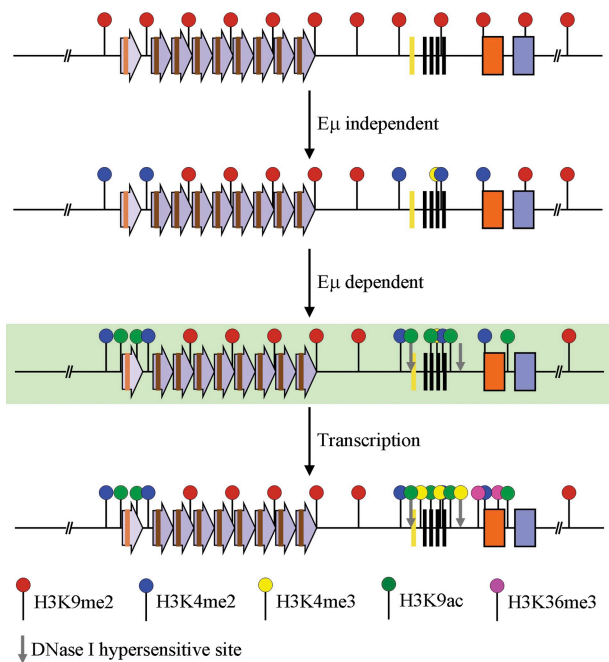 Eμ independent
Eμ dependent
Transcription
H3K9me2 H3K4me2 H3K4me3 H3K9ac H3K36me3
DNase I hypersensitive site